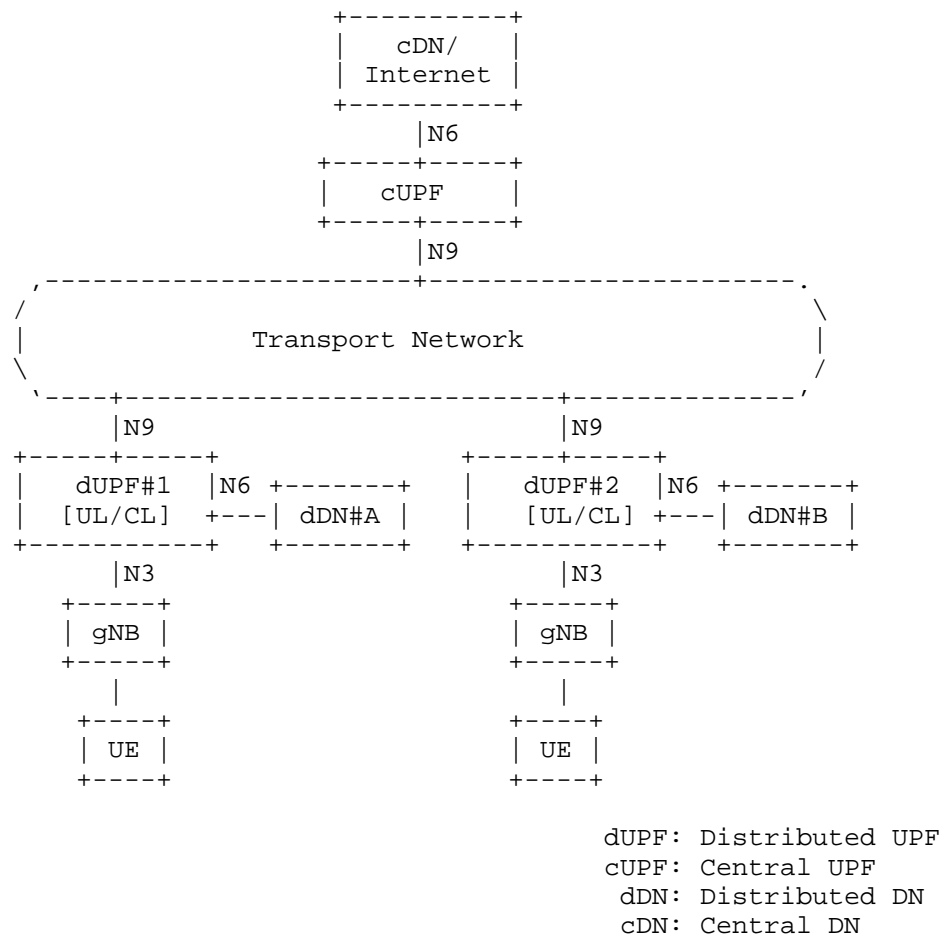 cDN/
Internet
N6
cUPF
N9
Transport Network
N9 N9
dUPF#1 N6 dUPF#2 N6
[UL/CL] dDN#A [UL/CL] dDN#B
N3 N3
gNB gNB
UE UE
dUPF: Distributed UPF
cUPF: Central UPF
dDN: Distributed DN
cDN: Central DN